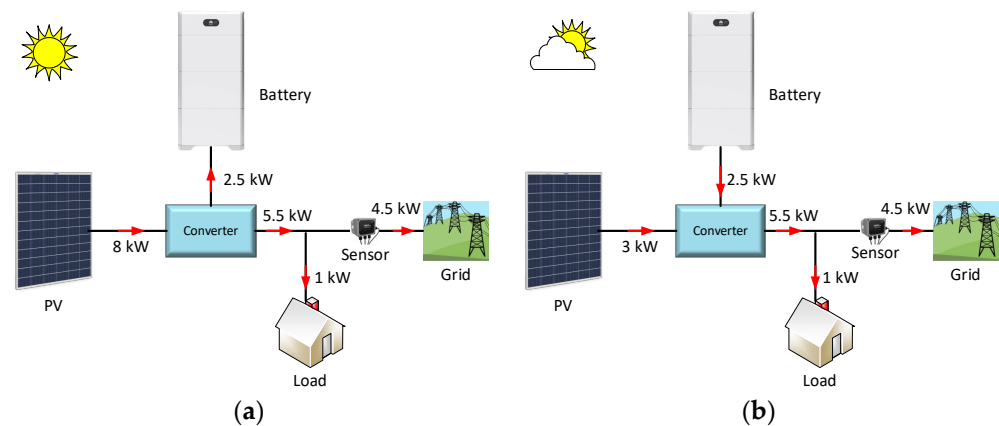 Battery
2.5 kW
5.5 kW
4.5 kW
Converter
8 kW
Sensor
Grid
1 kW
PV
Load
(a)
Battery
2.5 kW
5.5 kW
4.5 kW
Converter
3 kW
Sensor
Grid
1 kW
PV
Load
(b)